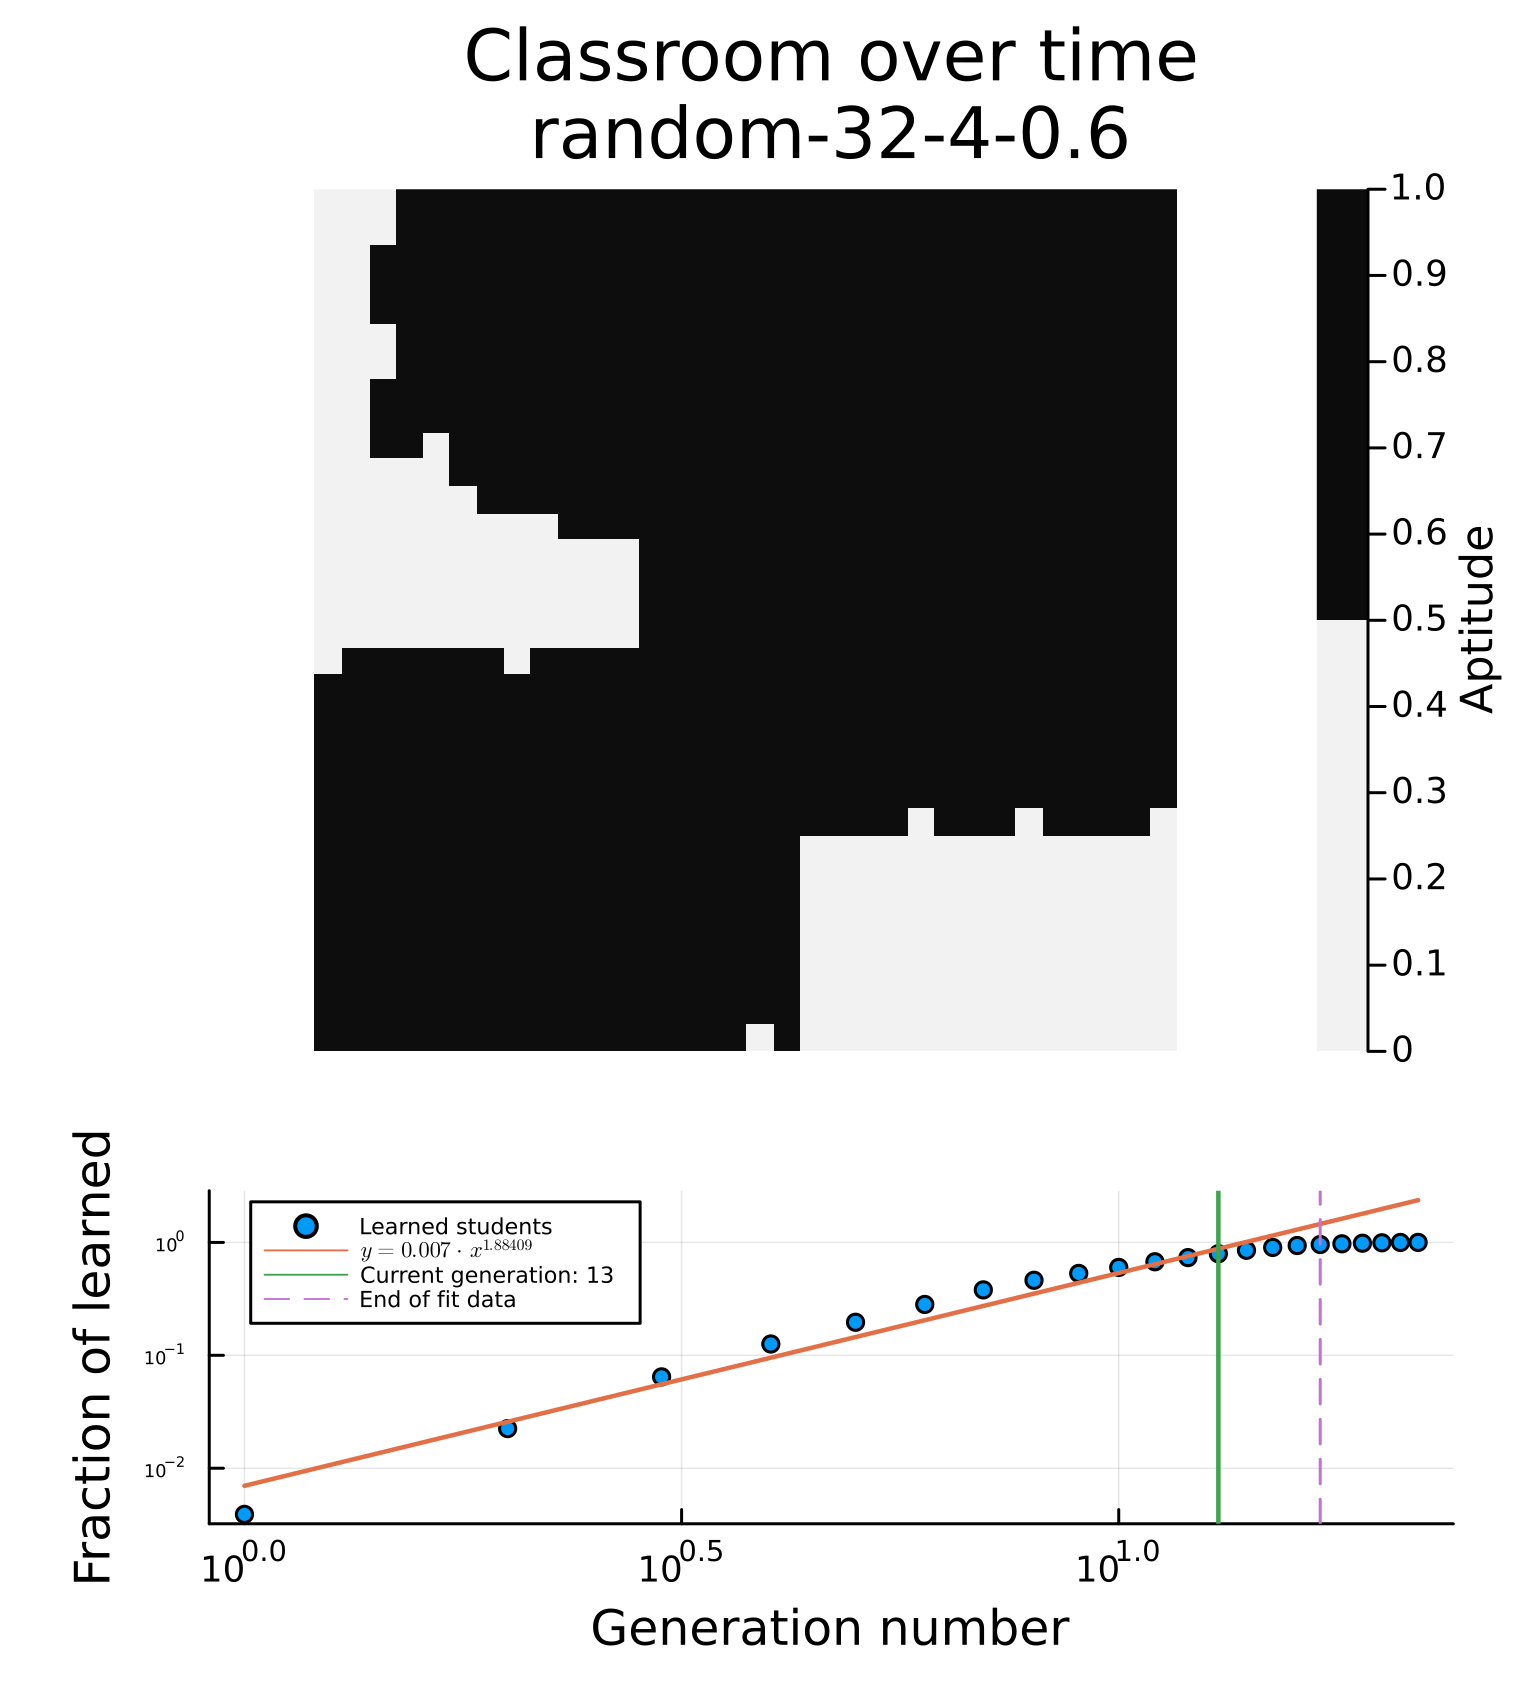 Classroom over time
random-32-4-0.6
1.0
0.9
0.8
0.7
0.6
0.5
0.4
0.3
0.2
0.1
0
Aptitude
Fraction of learned
10⁰
10⁻¹
10⁻²
Learned students
y = 0.007 · x^1.88409
Current generation: 13
End of fit data
10^0.0
10^0.5
10^1.0
Generation number